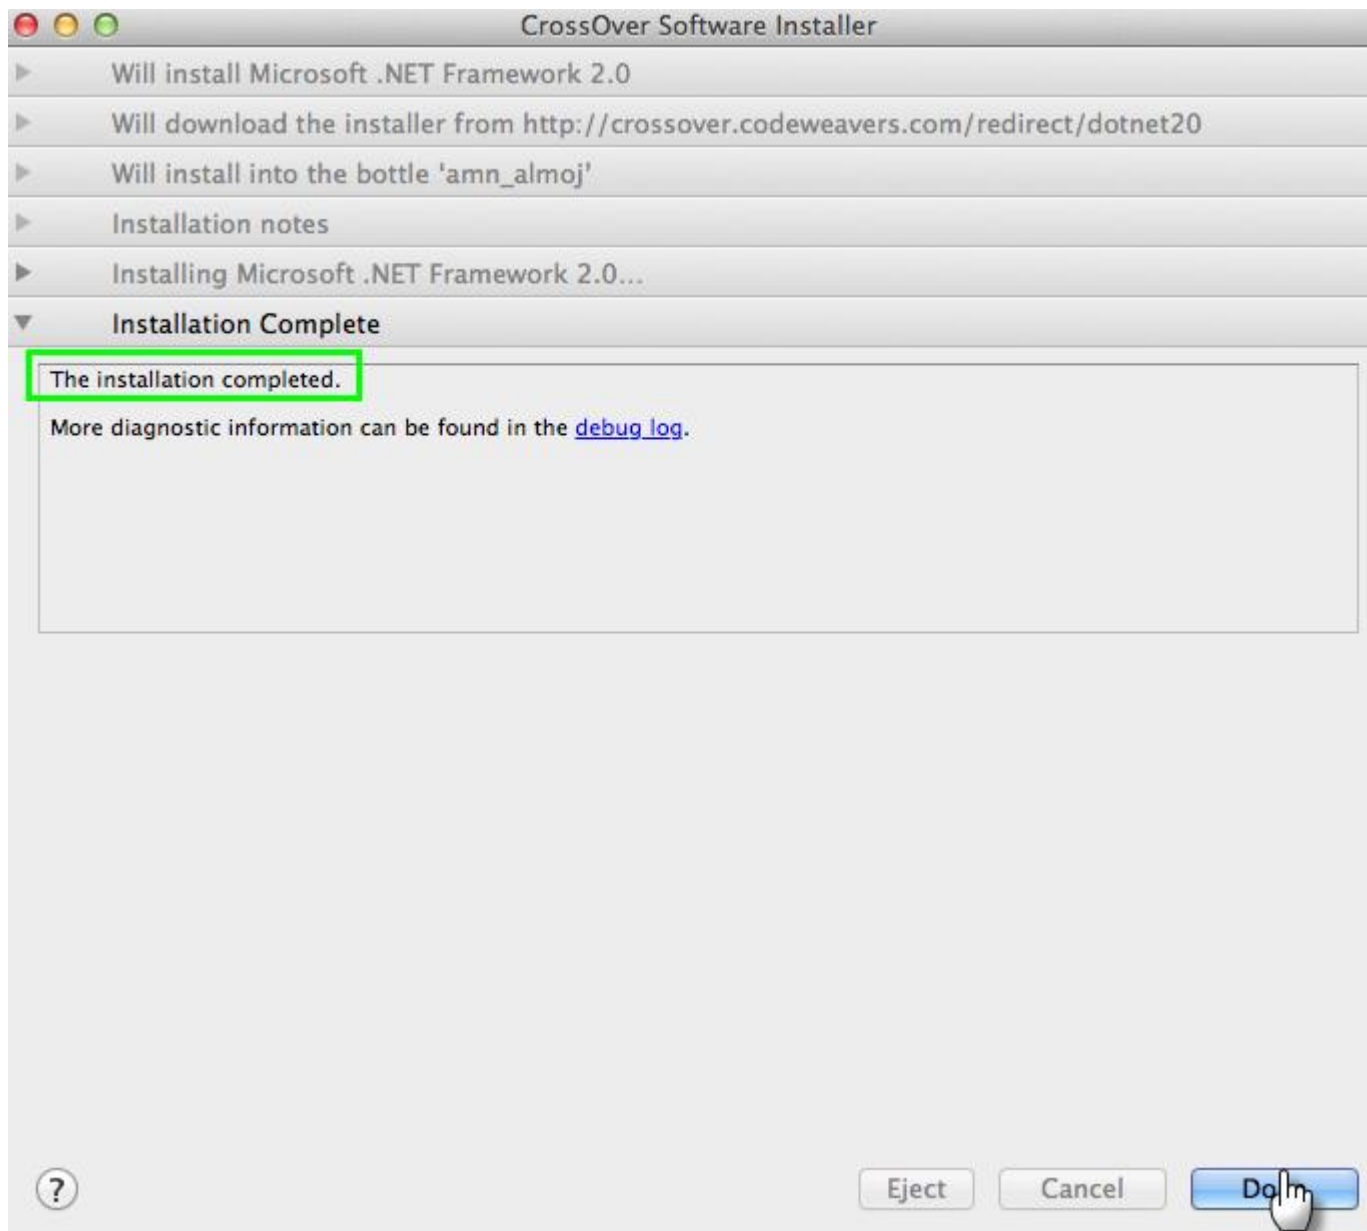 CrossOver Software Installer
Will install Microsoft .NET Framework 2.0
Will download the installer from http://crossover.codeweavers.com/redirect/dotnet20
Will install into the bottle 'amn_almoj'
Installation notes
Installing Microsoft .NET Framework 2.0...
Installation Complete
The installation completed.
More diagnostic information can be found in the debug log.
? Eject Cancel